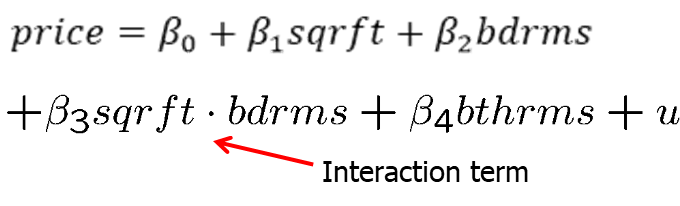 price = β₀ + β₁sqrft + β₂bdrms
+β₃sqrft · bdrms + β₄bthrms + u
Interaction term